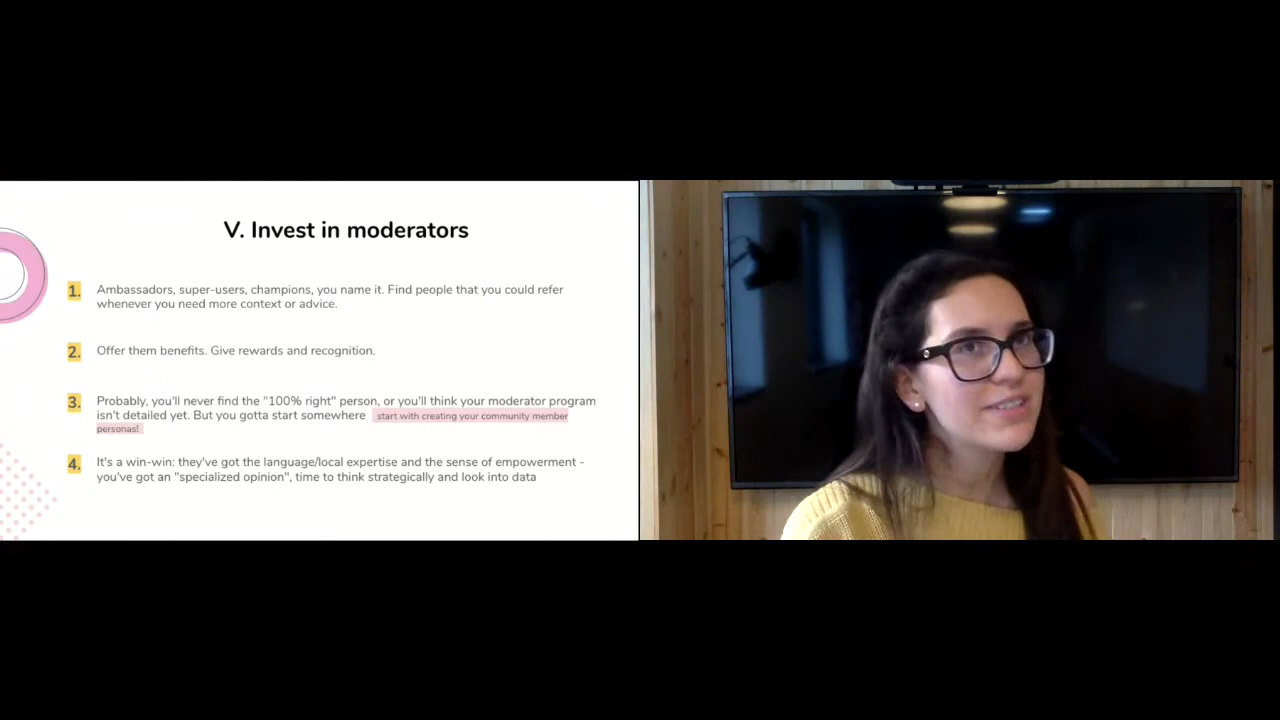 V. Invest in moderators
1. Ambassadors, super-users, champions, you name it. Find people that you could refer
whenever you need more context or advice.
2. Offer them benefits. Give rewards and recognition.
3. Probably, you'll never find the "100% right" person, or you'll think your moderator program
isn't detailed yet. But you gotta start somewhere start with creating your community member
personas!
4. It's a win-win: they've got the language/local expertise and the sense of empowerment -
you've got an "specialized opinion", time to think strategically and look into data